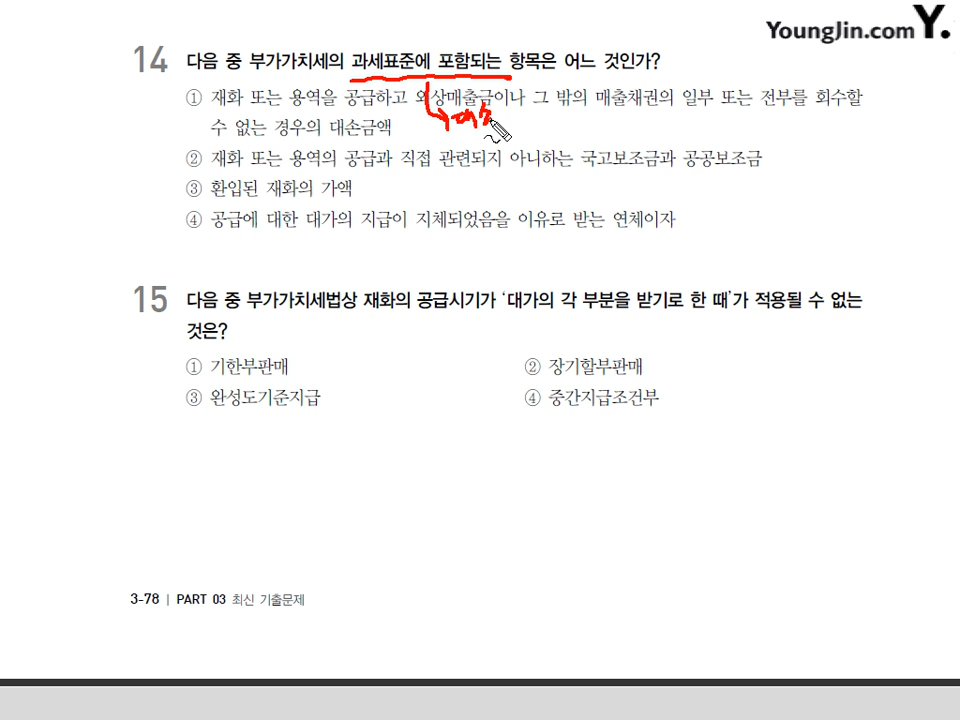 YoungJin.com Y.
14 다음 중 부가가치세의 과세표준에 포함되는 항목은 어느 것인가?
① 재화 또는 용역을 공급하고 외상매출금이나 그 밖의 매출채권의 일부 또는 전부를 회수할
수 없는 경우의 대손금액
② 재화 또는 용역의 공급과 직접 관련되지 아니하는 국고보조금과 공공보조금
③ 환입된 재화의 가액
④ 공급에 대한 대가의 지급이 지체되었음을 이유로 받는 연체이자
15 다음 중 부가가치세법상 재화의 공급시기가 '대가의 각 부분을 받기로 한 때'가 적용될 수 없는
것은?
① 기한부판매 ② 장기할부판매
③ 완성도기준지급 ④ 중간지급조건부
3-78 | PART 03 최신 기출문제